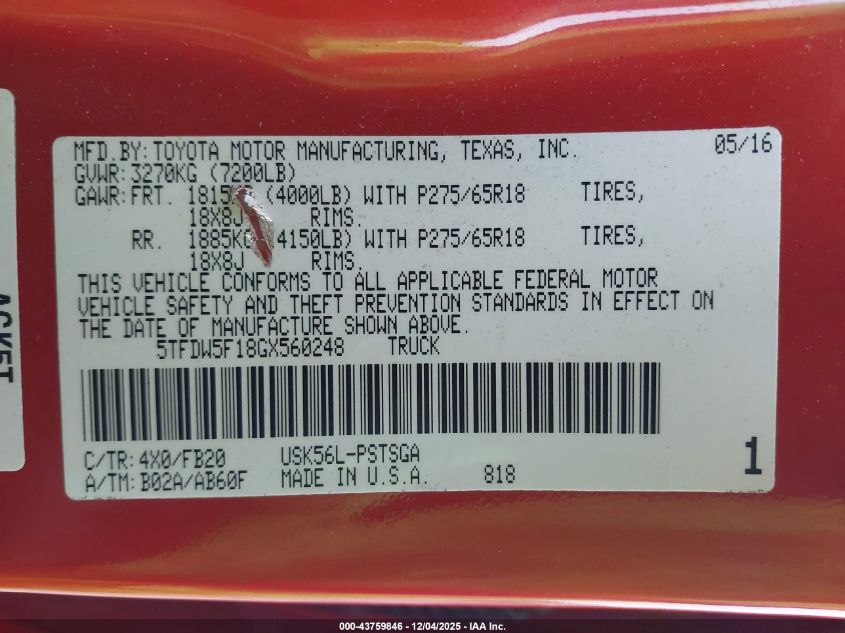 MFD.BY:TOYOTA MOTOR MANUFACTURING, TEXAS, INC. 05/16
GVWR:3270KG (7200LB)
GAWR:FRT. 1815 (4000LB) WITH P275/65R18 TIRES,
18X8J RIMS.
RR. 1885KG 4150LB) WITH P275/65R18 TIRES,
18X8J RIMS.
THIS VEHICLE CONFORMS TO ALL APPLICABLE FEDERAL MOTOR
VEHICLE SAFETY AND THEFT PREVENTION STANDARDS IN EFFECT ON
THE DATE OF MANUFACTURE SHOWN ABOVE.
5TFDW5F18GX560248 TRUCK
C/TR:4X0/FB20 USK56L-PSTSGA
A/TM:B02A/AB60F MADE IN U.S.A. 818
1
000-43759846 - 12/04/2025 - IAA Inc.